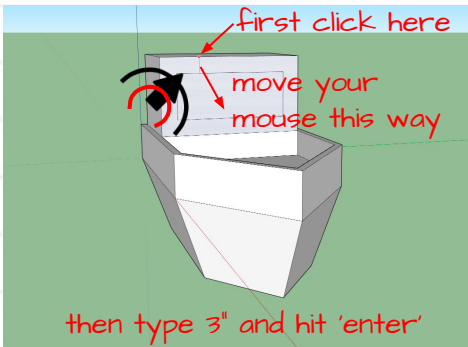 first click here
move your
mouse this way
then type 3" and hit 'enter'